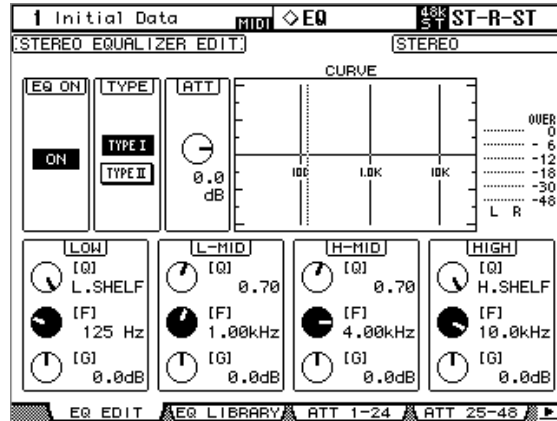 1 Initial Data MIDI ◇EQ 48K ST ST-R-ST
STEREO EQUALIZER EDIT STEREO
CURVE
EQ ON TYPE ATT
ON TYPE I 0.0 dB
TYPE II
100 1.0K 10K
OVER
0
- 6
-12
-18
-30
-48
L R
LOW L-MID H-MID HIGH
[Q] L.SHELF [Q] 0.70 [Q] 0.70 [Q] H.SHELF
[F] 125 Hz [F] 1.00kHz [F] 4.00kHz [F] 10.0kHz
[G] 0.0dB [G] 0.0dB [G] 0.0dB [G] 0.0dB
EQ EDIT EQ LIBRARY ATT 1-24 ATT 25-48